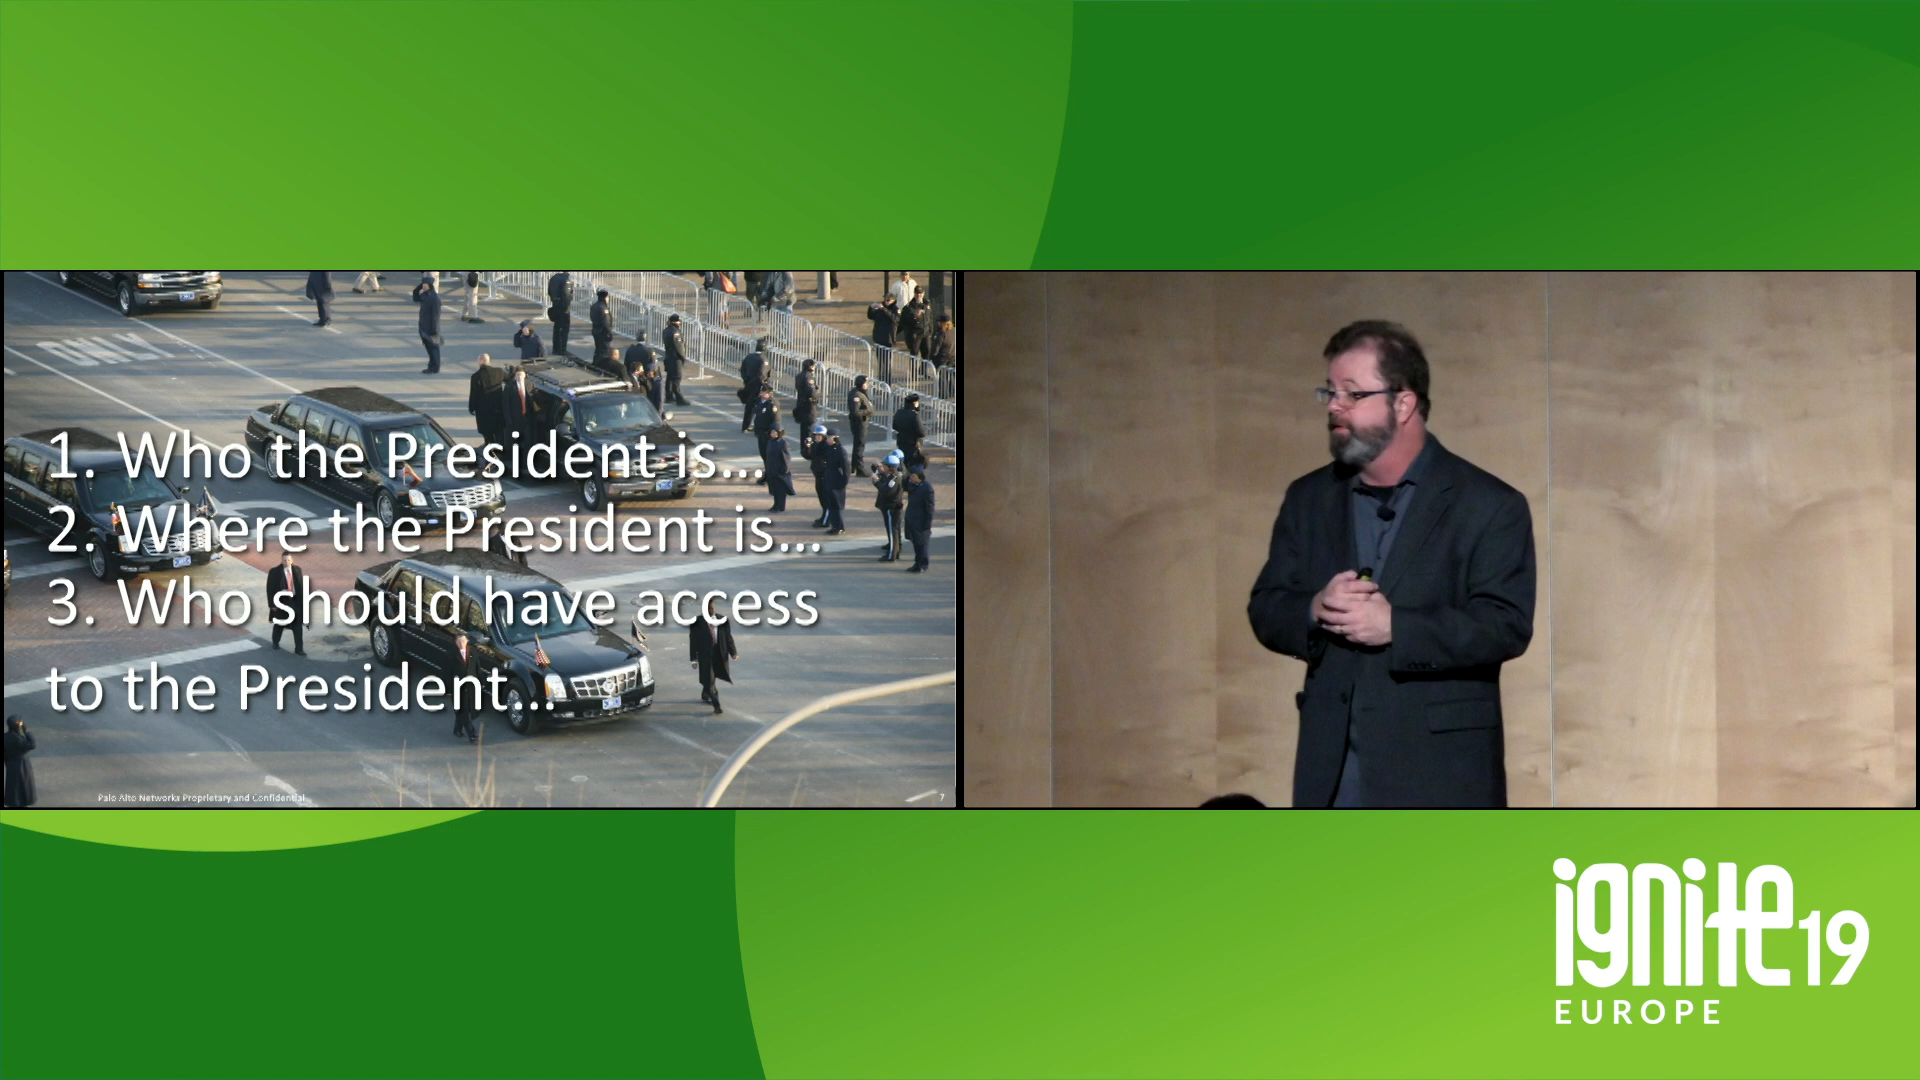 ONLY
1. Who the President is...
2. Where the President is...
3. Who should have access
to the President...
Palo Alto Networks Proprietary and Confidential
7
ignite19
EUROPE